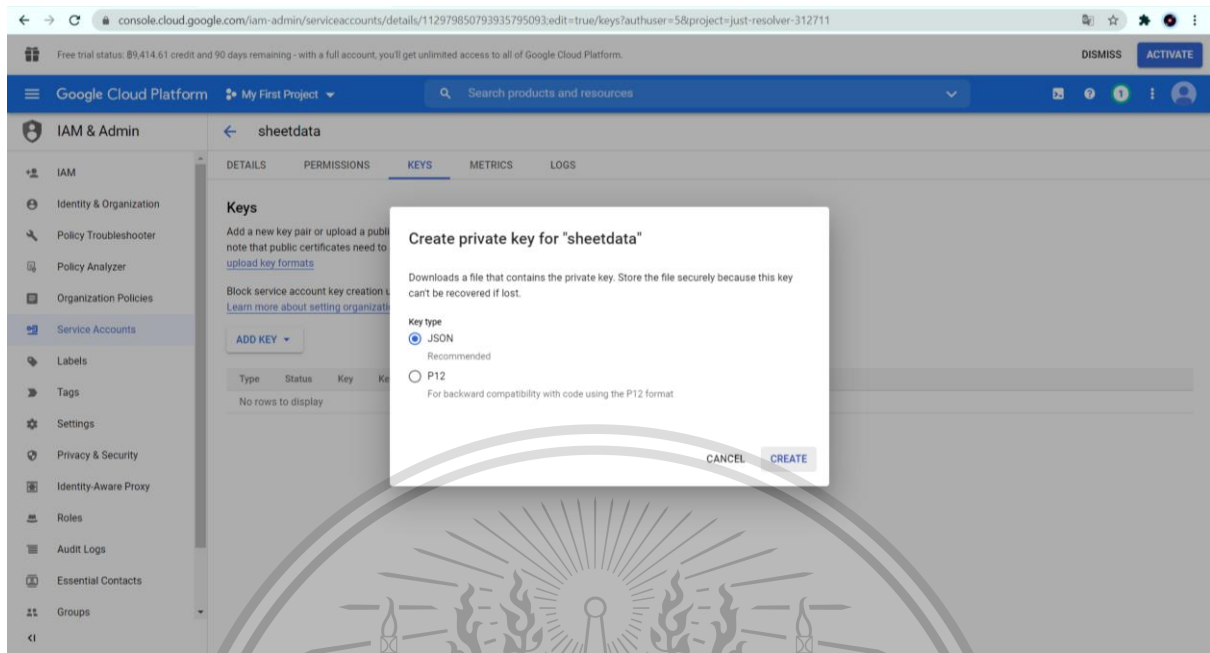 console.cloud.google.com/iam-admin/serviceaccounts/details/112979850793935795093;edit=true/keys?authuser=5&project=just-resolver-312711
Free trial status: ฿9,414.61 credit and 90 days remaining - with a full account, you'll get unlimited access to all of Google Cloud Platform.
DISMISS
ACTIVATE
Google Cloud Platform
My First Project
Search products and resources
1
IAM & Admin
sheetdata
DETAILS
PERMISSIONS
KEYS
METRICS
LOGS
IAM
Identity & Organization
Policy Troubleshooter
Policy Analyzer
Organization Policies
Service Accounts
Labels
Tags
Settings
Privacy & Security
Identity-Aware Proxy
Roles
Audit Logs
Essential Contacts
Groups
Keys
Add a new key pair or upload a publi
note that public certificates need to
upload key formats
Block service account key creation u
Learn more about setting organizati
ADD KEY
Type Status Key Ke
No rows to display
Create private key for "sheetdata"
Downloads a file that contains the private key. Store the file securely because this key
can't be recovered if lost.
Key type
JSON
Recommended
P12
For backward compatibility with code using the P12 format
CANCEL
CREATE